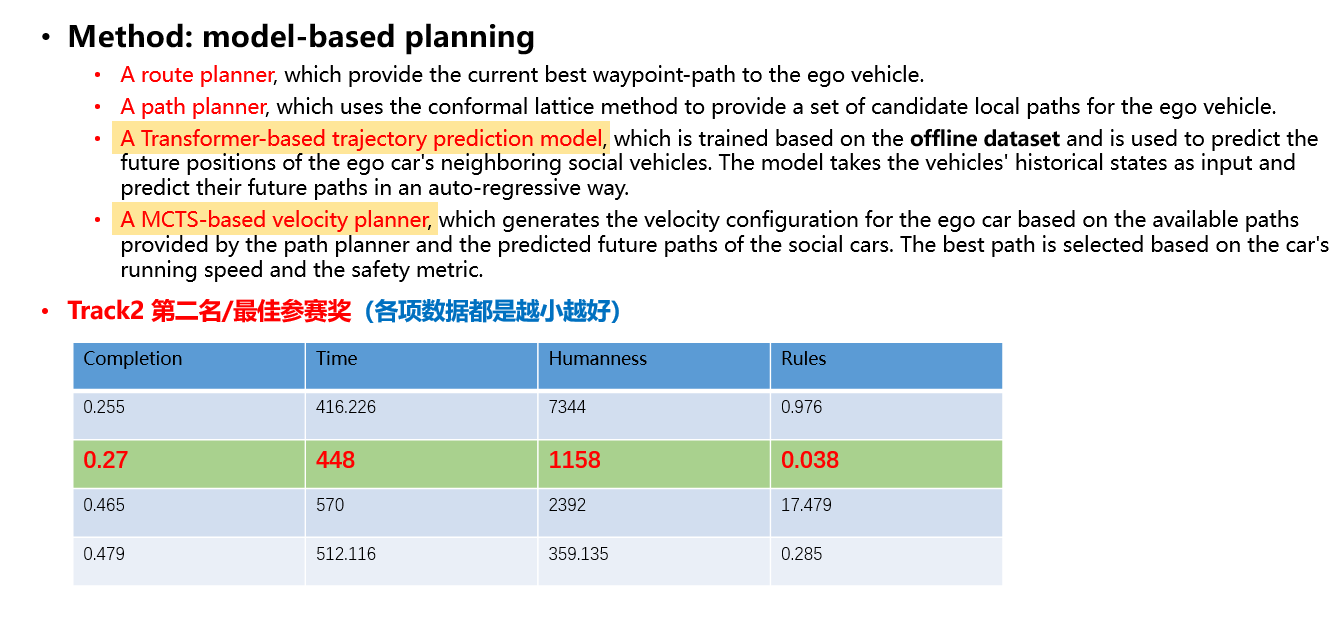 • Method: model-based planning
• A route planner, which provide the current best waypoint-path to the ego vehicle.
• A path planner, which uses the conformal lattice method to provide a set of candidate local paths for the ego vehicle.
• A Transformer-based trajectory prediction model, which is trained based on the offline dataset and is used to predict the
future positions of the ego car's neighboring social vehicles. The model takes the vehicles' historical states as input and
predict their future paths in an auto-regressive way.
• A MCTS-based velocity planner, which generates the velocity configuration for the ego car based on the available paths
provided by the path planner and the predicted future paths of the social cars. The best path is selected based on the car's
running speed and the safety metric.
• Track2 第二名/最佳参赛奖（各项数据都是越小越好）
Completion Time Humanness Rules
0.255 416.226 7344 0.976
0.27 448 1158 0.038
0.465 570 2392 17.479
0.479 512.116 359.135 0.285